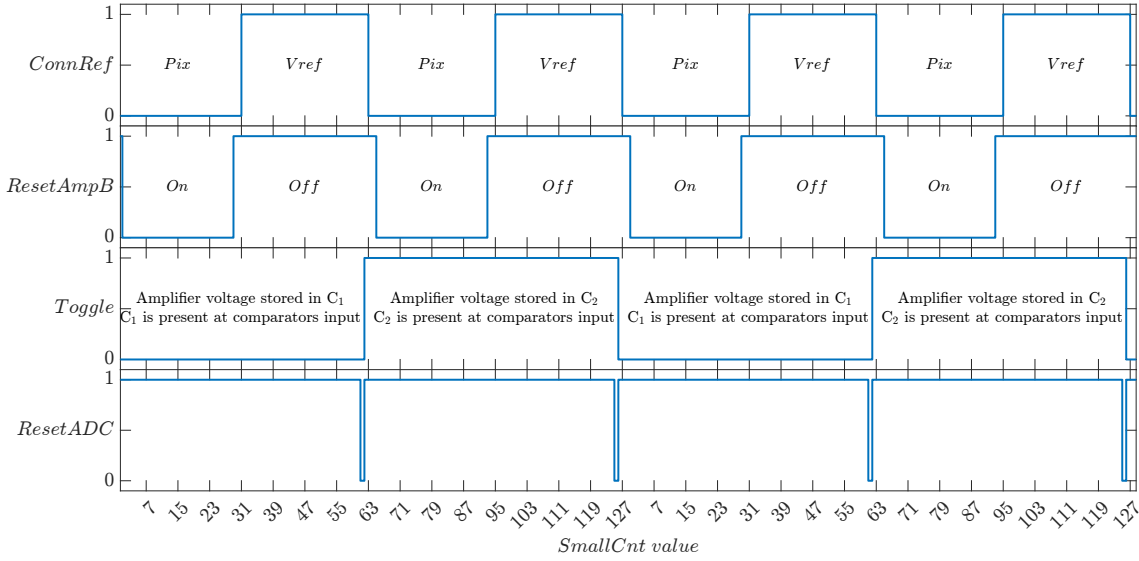 1
ConnRef
Pix Vref Pix Vref Pix Vref Pix Vref
0
1
ResetAmpB
On Off On Off On Off On Off
0
1
Toggle
Amplifier voltage stored in C1 Amplifier voltage stored in C2 Amplifier voltage stored in C1 Amplifier voltage stored in C2
C1 is present at comparators input C2 is present at comparators input C1 is present at comparators input C2 is present at comparators input
0
1
ResetADC
0
7 15 23 31 39 47 55 63 71 79 87 95 103 111 119 127 7 15 23 31 39 47 55 63 71 79 87 95 103 111 119 127
SmallCnt value